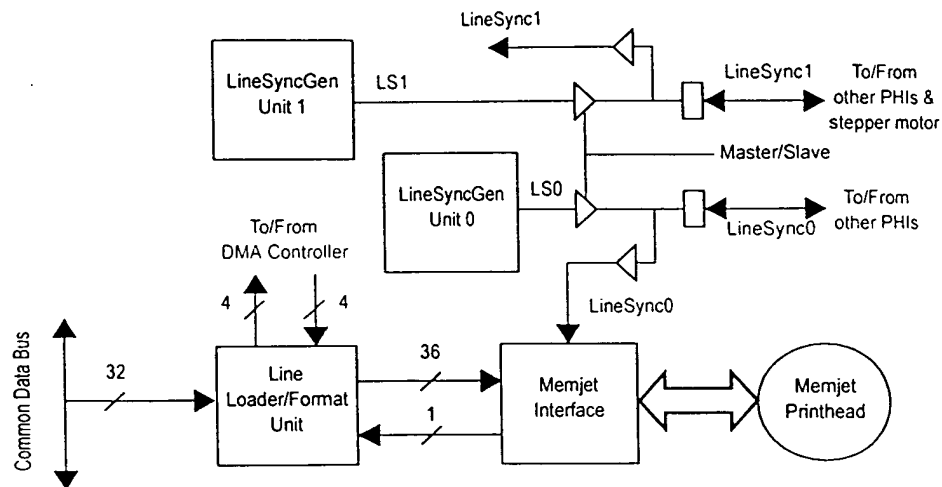 LineSync1
LineSyncGen
Unit 1
LS1
LineSync1
To/From
other PHIs &
stepper motor
Master/Slave
LineSyncGen
Unit 0
LS0
LineSync0
To/From
other PHIs
To/From
DMA Controller
4
4
LineSync0
Common Data Bus
32
Line
Loader/Format
Unit
36
1
Memjet
Interface
Memjet
Printhead